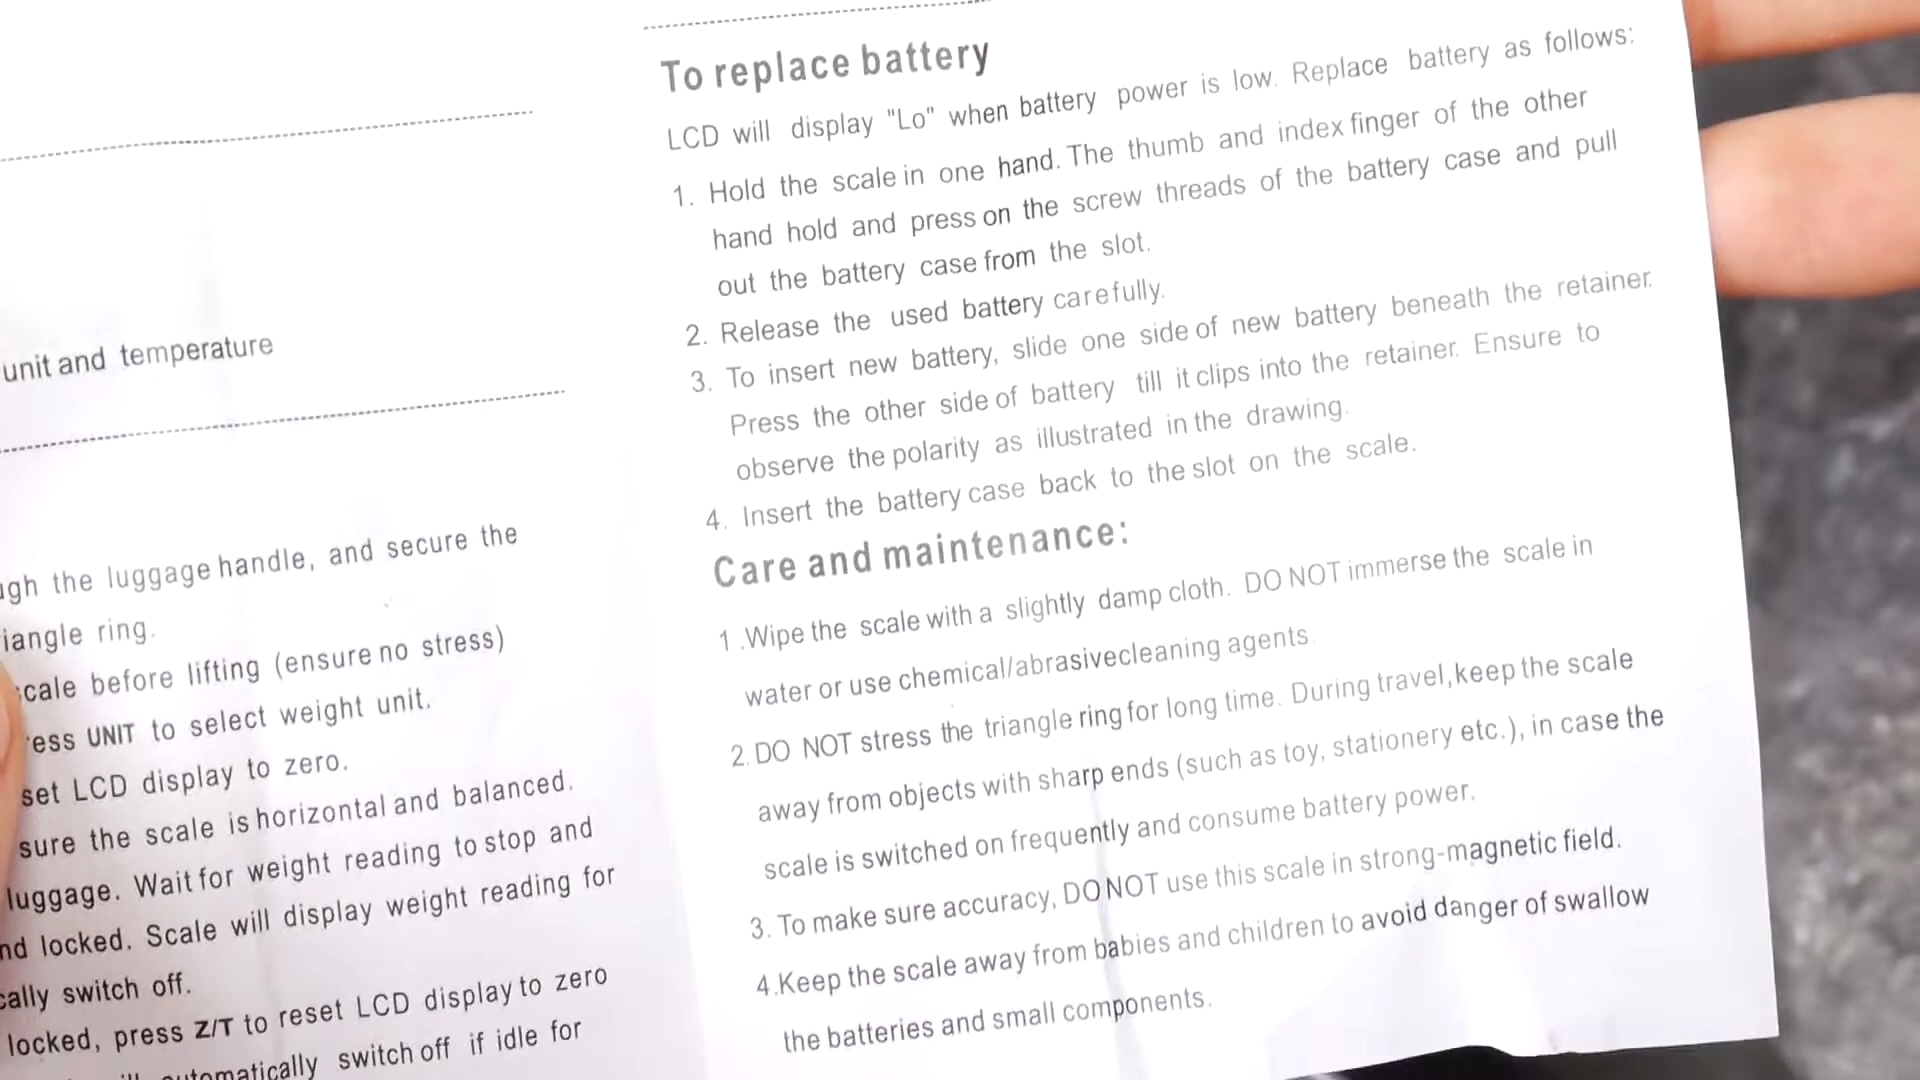 unit and temperature
the luggage handle, and secure the
ring.
before lifting (ensure no stress)
UNIT to select weight unit.
set LCD display to zero.
sure the scale is horizontal and balanced.
luggage. Wait for weight reading to stop and
locked. Scale will display weight reading for
switch off.
locked, press Z/T to reset LCD display to zero
automatically switch off if idle for
To replace battery
LCD will display "Lo" when battery power is low. Replace battery as follows:
1. Hold the scale in one hand. The thumb and index finger of the other
hand hold and press on the screw threads of the battery case and pull
out the battery case from the slot.
2. Release the used battery carefully.
3. To insert new battery, slide one side of new battery beneath the retainer.
Press the other side of battery till it clips into the retainer. Ensure to
observe the polarity as illustrated in the drawing.
4. Insert the battery case back to the slot on the scale.
Care and maintenance:
1.Wipe the scale with a slightly damp cloth. DO NOT immerse the scale in
water or use chemical/abrasivecleaning agents.
2.DO NOT stress the triangle ring for long time. During travel,keep the scale
away from objects with sharp ends (such as toy, stationery etc.), in case the
scale is switched on frequently and consume battery power.
3. To make sure accuracy, DO NOT use this scale in strong-magnetic field.
4.Keep the scale away from babies and children to avoid danger of swallow
the batteries and small components.